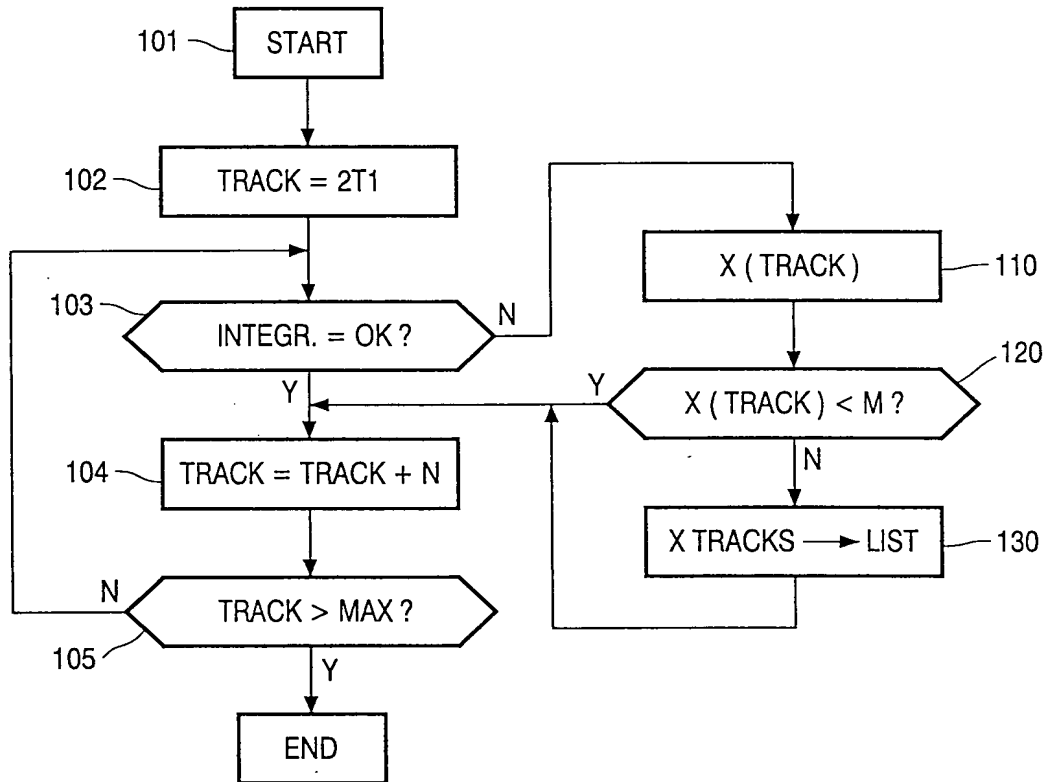 101
START
102
TRACK = 2T1
103
INTEGR. = OK ?
N
Y
104
TRACK = TRACK + N
N
TRACK > MAX ?
105
Y
END
X ( TRACK )
110
120
Y
X ( TRACK ) < M ?
N
X TRACKS → LIST
130